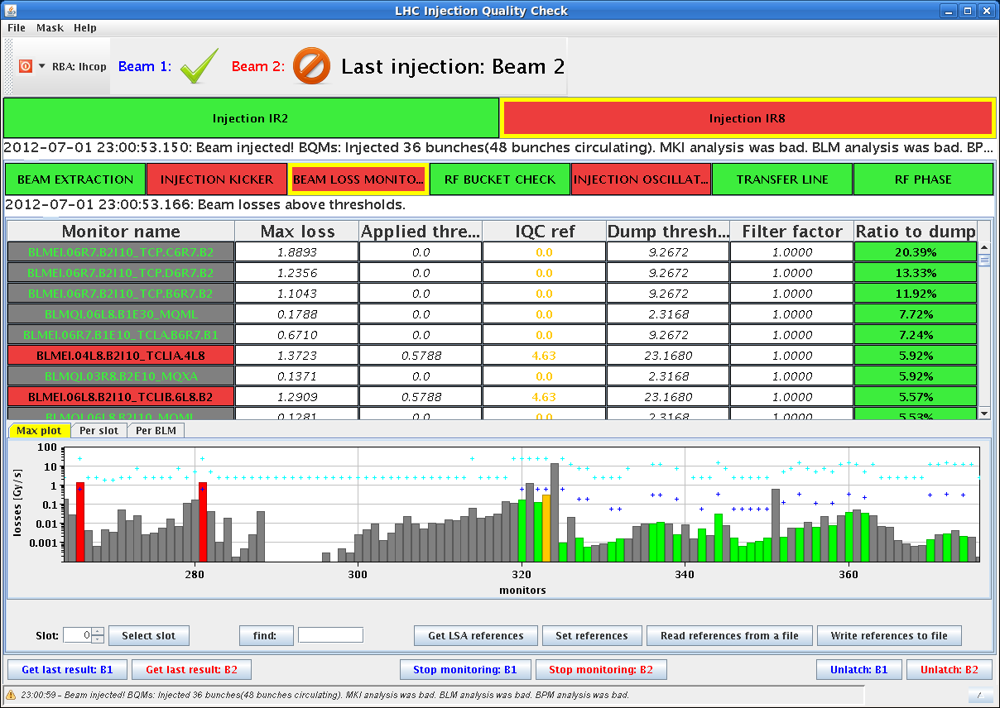 LHC Injection Quality Check
File Mask Help
RBA: lhcop Beam 1: Beam 2: Last injection: Beam 2
Injection IR2 Injection IR8
2012-07-01 23:00:53.150: Beam injected! BQMs: Injected 36 bunches(48 bunches circulating). MKI analysis was bad. BLM analysis was bad. BP...
BEAM EXTRACTION INJECTION KICKER BEAM LOSS MONITO... RF BUCKET CHECK INJECTION OSCILLAT... TRANSFER LINE RF PHASE
2012-07-01 23:00:53.166: Beam losses above thresholds.
Monitor name Max loss Applied thre... IQC ref Dump thresh... Filter factor Ratio to dump
BLMEI.06R7.B2I10_TCP.C6R7.B2 1.8893 0.0 0.0 9.2672 1.0000 20.39%
BLMEI.06R7.B2I10_TCP.D6R7.B2 1.2356 0.0 0.0 9.2672 1.0000 13.33%
BLMEI.06R7.B2I10_TCP.B6R7.B2 1.1043 0.0 0.0 9.2672 1.0000 11.92%
BLMQI.06L8.B1E30_MQML 0.1788 0.0 0.0 2.3168 1.0000 7.72%
BLMEI.06R7.B1E10_TCLA.B6R7.B1 0.6710 0.0 0.0 9.2672 1.0000 7.24%
BLMEI.04L8.B2I10_TCLIA.4L8 1.3723 0.5788 4.63 23.1680 1.0000 5.92%
BLMQI.03R8.B2E10_MQXA 0.1371 0.0 0.0 2.3168 1.0000 5.92%
BLMEI.06L8.B2I10_TCLIB.6L8.B2 1.2909 0.5788 4.63 23.1680 1.0000 5.57%
BLMQI.06L8.B2I10_MQML 0.1281 0.0 0.0 2.3168 1.0000 5.53%
Max plot Per slot Per BLM
losses [Gy/s]
100
10
1
0.1
0.01
0.001
280 300 320 340 360
monitors
Slot: 0 Select slot find: Get LSA references Set references Read references from a file Write references to file
Get last result: B1 Get last result: B2 Stop monitoring: B1 Stop monitoring: B2 Unlatch: B1 Unlatch: B2
23:00:59 - Beam injected! BQMs: Injected 36 bunches(48 bunches circulating). MKI analysis was bad. BLM analysis was bad. BPM analysis was bad.